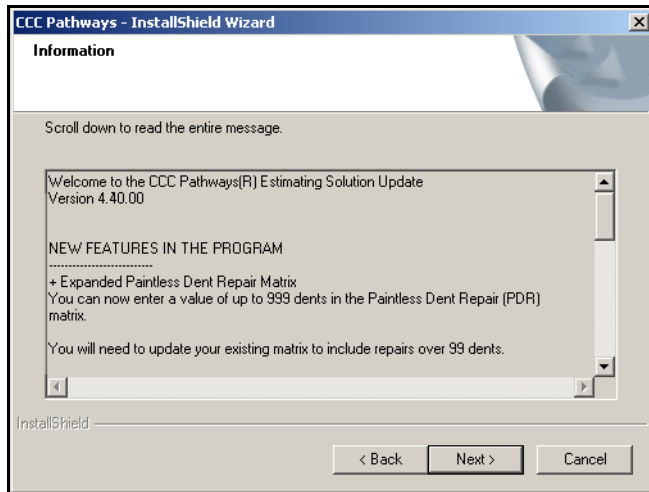 CCC Pathways - InstallShield Wizard
Information
Scroll down to read the entire message.
Welcome to the CCC Pathways(R) Estimating Solution Update
Version 4.40.00
NEW FEATURES IN THE PROGRAM
--------------------------
+ Expanded Paintless Dent Repair Matrix
You can now enter a value of up to 999 dents in the Paintless Dent Repair (PDR)
matrix.
You will need to update your existing matrix to include repairs over 99 dents.
InstallShield
< Back Next > Cancel